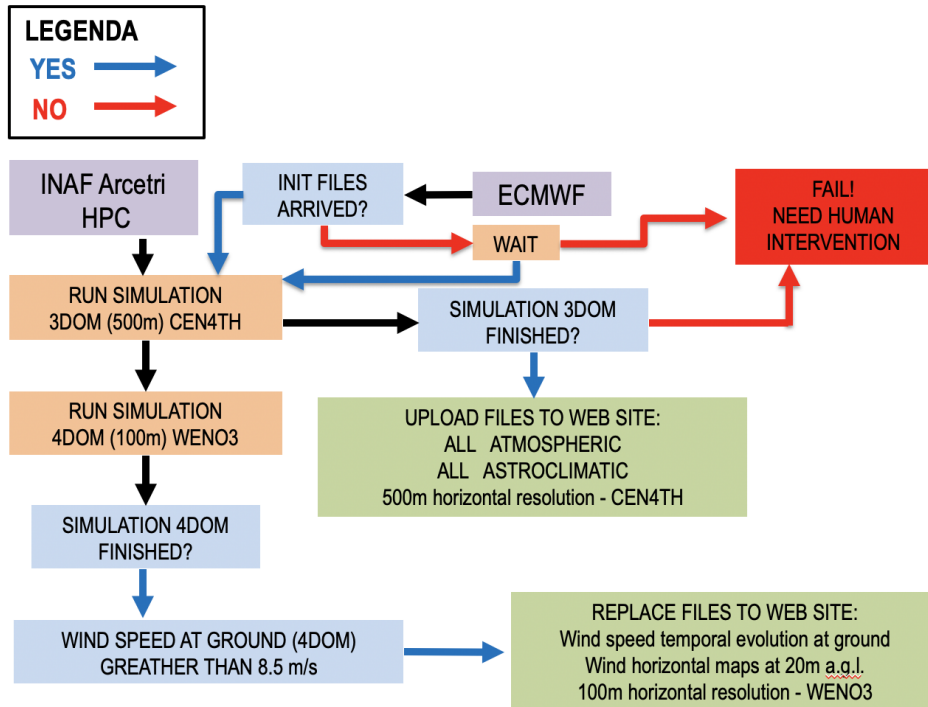 LEGENDA
YES
NO
INAF Arcetri
HPC
INIT FILES
ARRIVED?
ECMWF
WAIT
FAIL!
NEED HUMAN
INTERVENTION
RUN SIMULATION
3DOM (500m) CEN4TH
SIMULATION 3DOM
FINISHED?
RUN SIMULATION
4DOM (100m) WENO3
UPLOAD FILES TO WEB SITE:
ALL ATMOSPHERIC
ALL ASTROCLIMATIC
500m horizontal resolution - CEN4TH
SIMULATION 4DOM
FINISHED?
WIND SPEED AT GROUND (4DOM)
GREATHER THAN 8.5 m/s
REPLACE FILES TO WEB SITE:
Wind speed temporal evolution at ground
Wind horizontal maps at 20m a.g.l.
100m horizontal resolution - WENO3